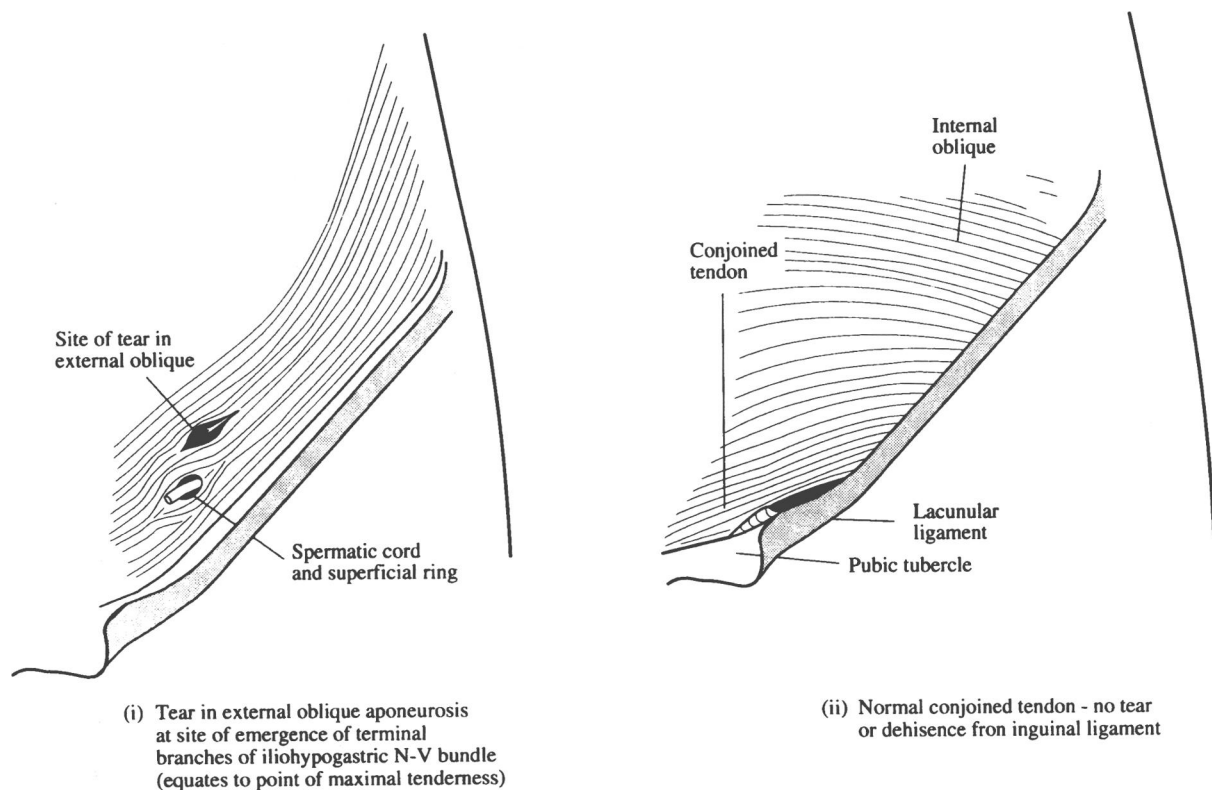 Site of tear in
external oblique
Spermatic cord
and superficial ring
(i) Tear in external oblique aponeurosis
at site of emergence of terminal
branches of iliohypogastric N-V bundle
(equates to point of maximal tenderness)
Internal
oblique
Conjoined
tendon
Lacunular
ligament
Pubic tubercle
(ii) Normal conjoined tendon - no tear
or dehisence fron inguinal ligament